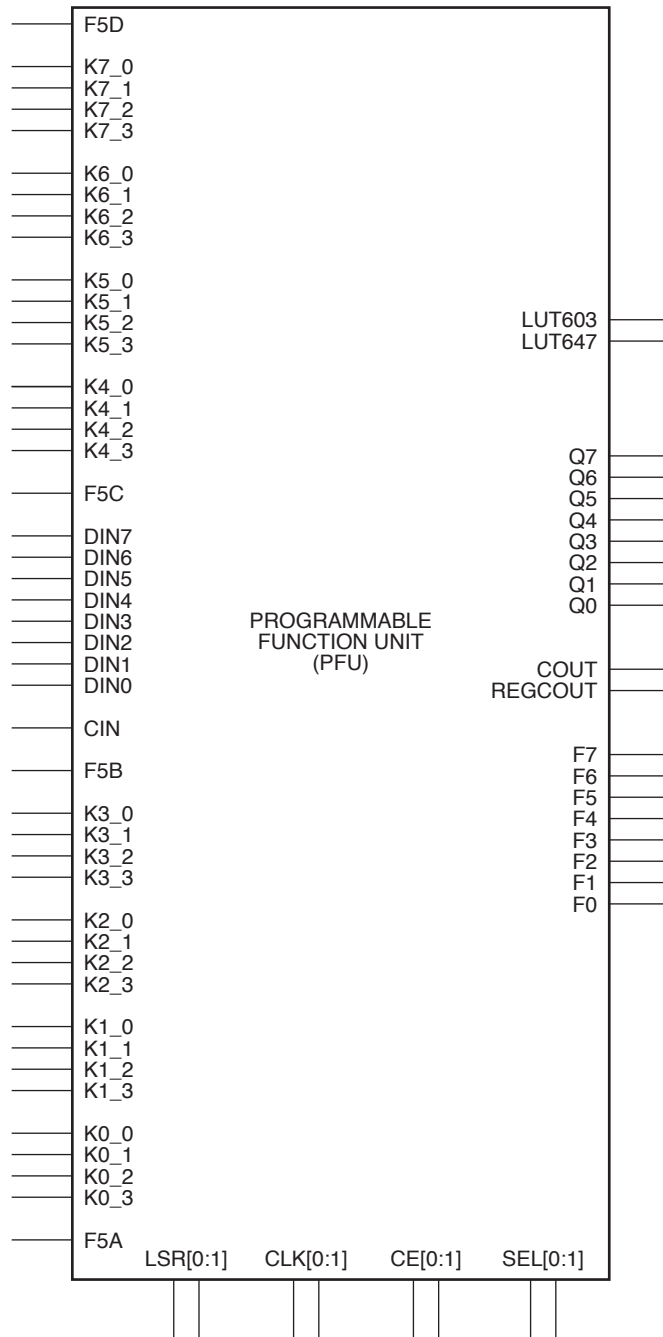 F5D
K7_0
K7_1
K7_2
K7_3
K6_0
K6_1
K6_2
K6_3
K5_0
K5_1
K5_2
K5_3
K4_0
K4_1
K4_2
K4_3
F5C
DIN7
DIN6
DIN5
DIN4
DIN3
DIN2
DIN1
DIN0
CIN
F5B
K3_0
K3_1
K3_2
K3_3
K2_0
K2_1
K2_2
K2_3
K1_0
K1_1
K1_2
K1_3
K0_0
K0_1
K0_2
K0_3
F5A
PROGRAMMABLE
FUNCTION UNIT
(PFU)
LUT603
LUT647
Q7
Q6
Q5
Q4
Q3
Q2
Q1
Q0
COUT
REGCOUT
F7
F6
F5
F4
F3
F2
F1
F0
LSR[0:1] CLK[0:1] CE[0:1] SEL[0:1]